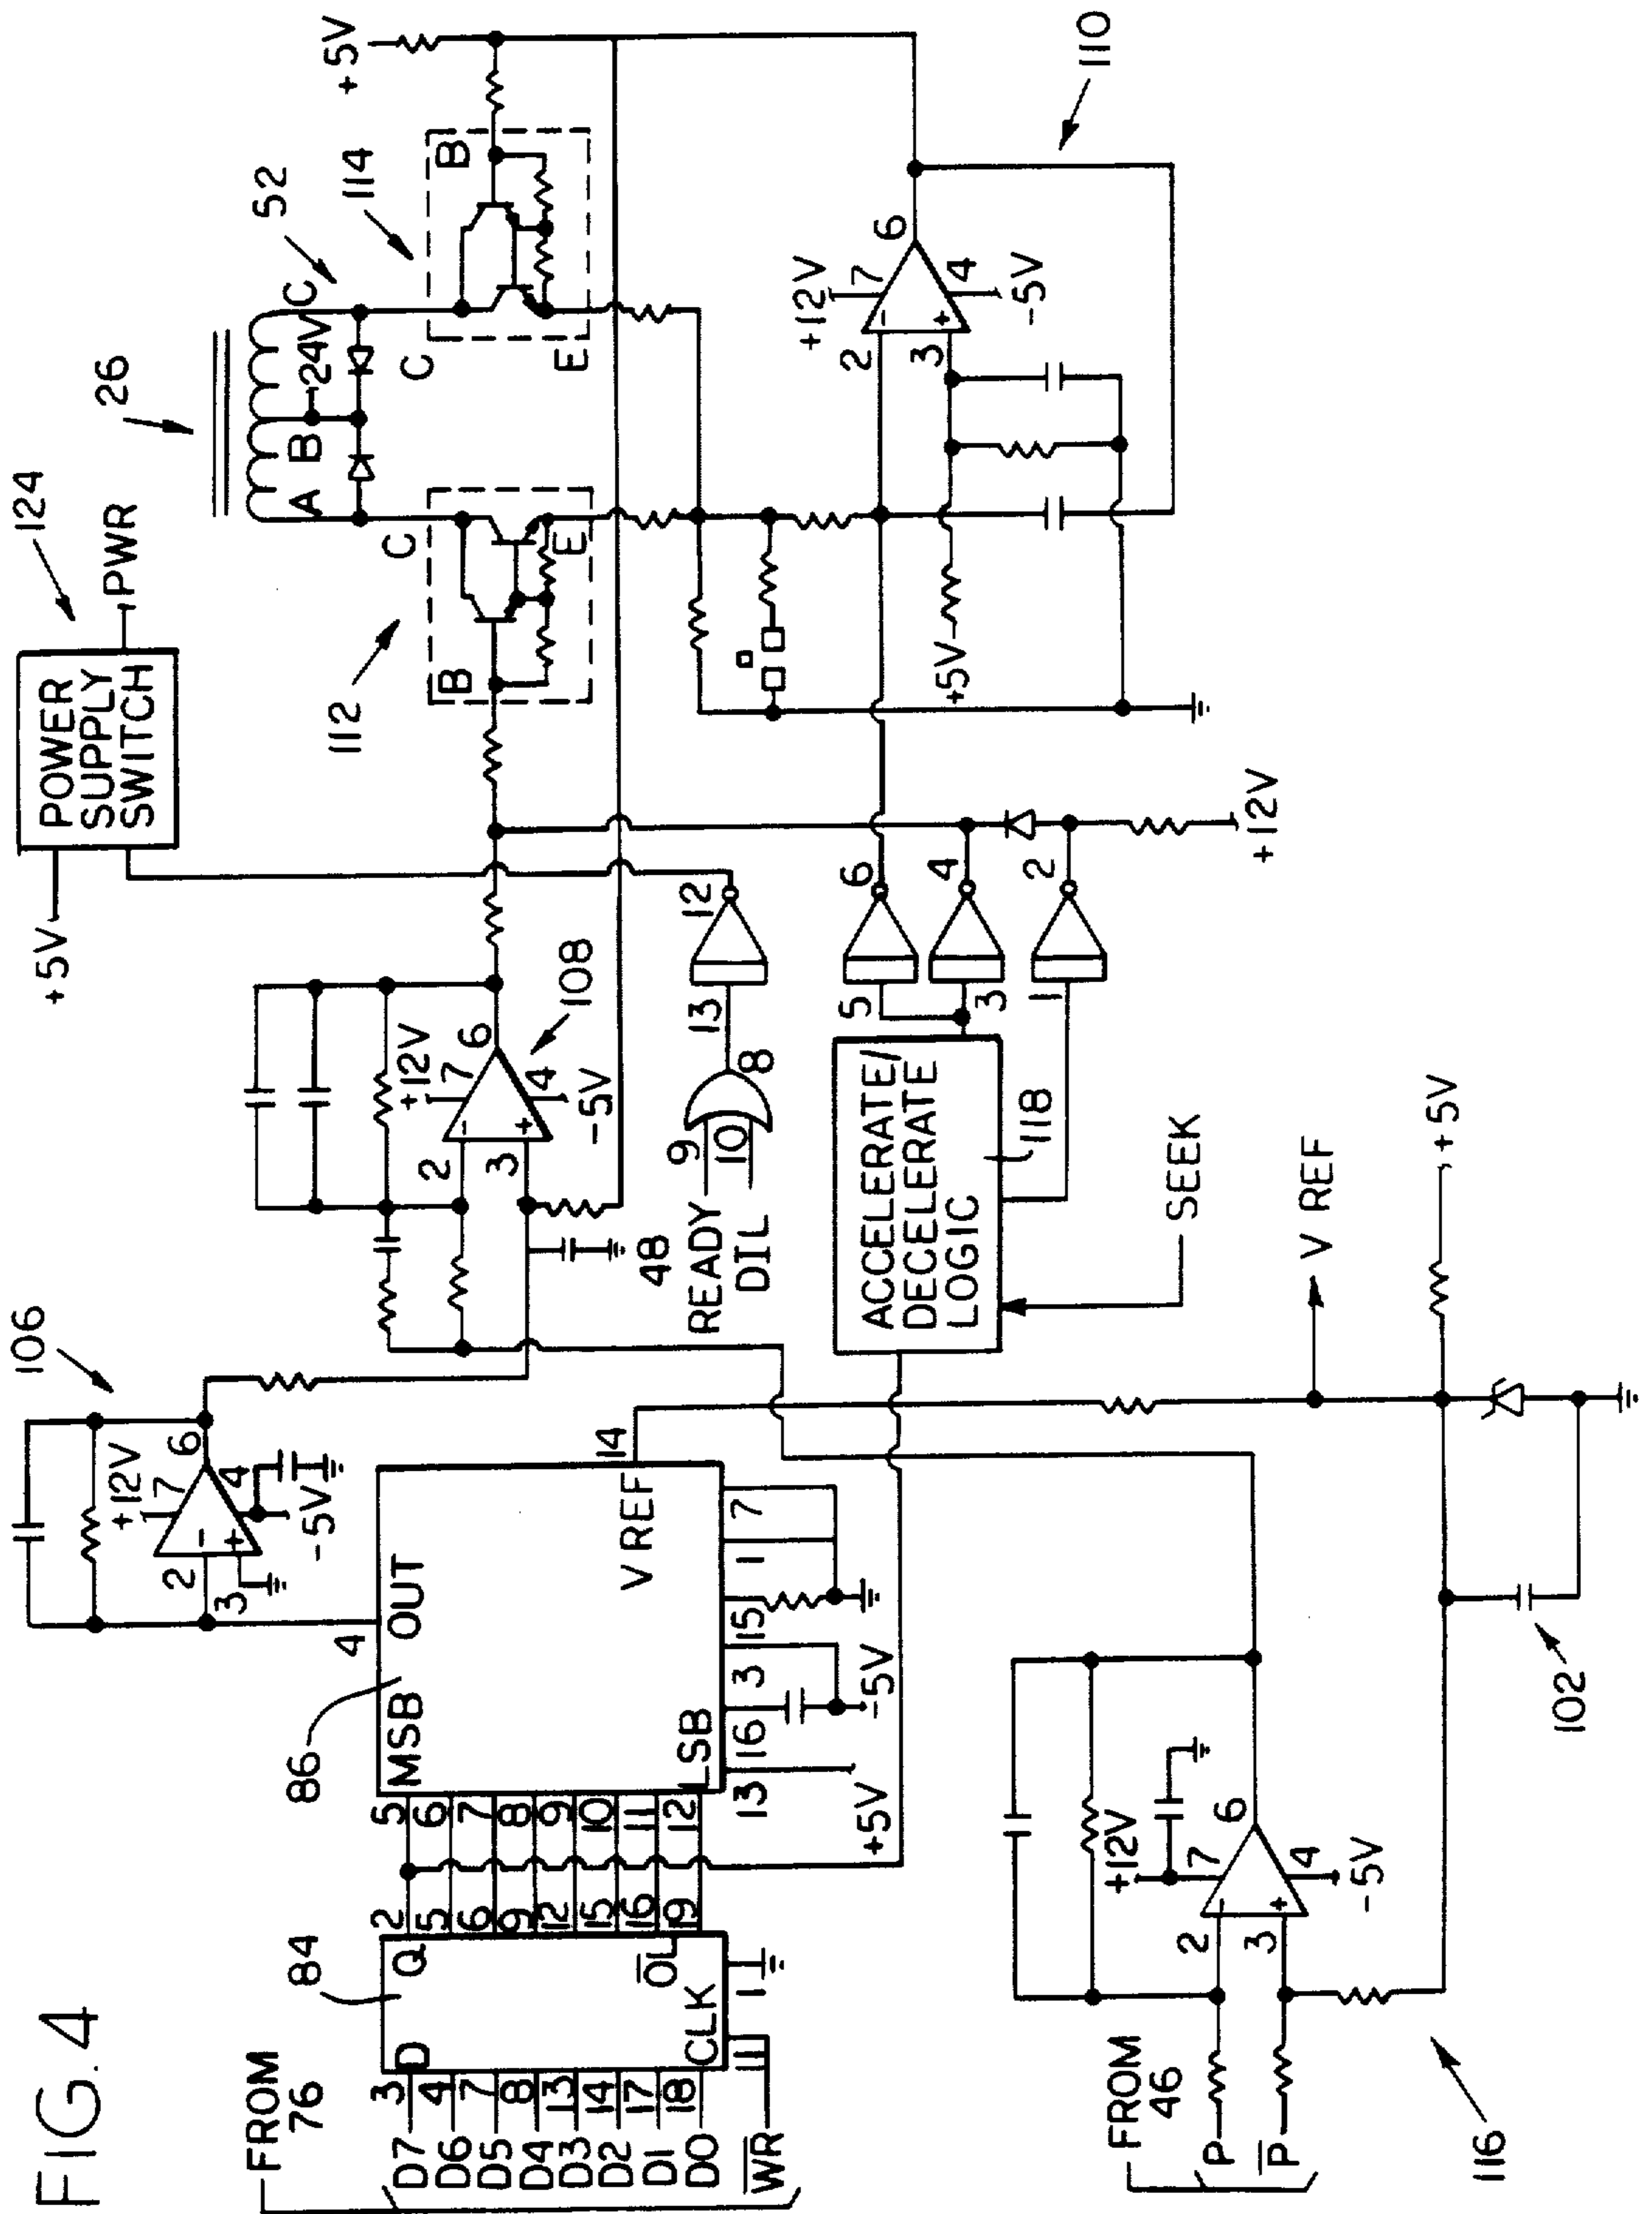 FIG.4
FROM
76
D7
D6
D5
D4
D3
D2
D1
D0
WR
3
4
7
8
13
14
17
18
11
D
Q
OL
CLK
1
84
2
5
6
9
12
15
16
19
5
6
7
8
9
10
11
12
MSB
LSB
86
OUT
4
V REF
14
13
16
3
15
1
7
+5V
-5V
106
2
3
6
7
4
+12V
-5V
108
2
3
6
7
4
+12V
-5V
48
READY
DIL
9
10
8
13
12
+5V
POWER
SUPPLY
SWITCH
PWR
124
26
52
A
B
C
24V
112
B
C
E
114
B
C
E
+5V
110
2
3
6
7
4
+12V
-5V
+5V
ACCELERATE/
DECELERATE
LOGIC
118
SEEK
5
6
3
4
1
2
+12V
V REF
+5V
102
FROM
46
P
P
2
3
6
7
4
+12V
-5V
116